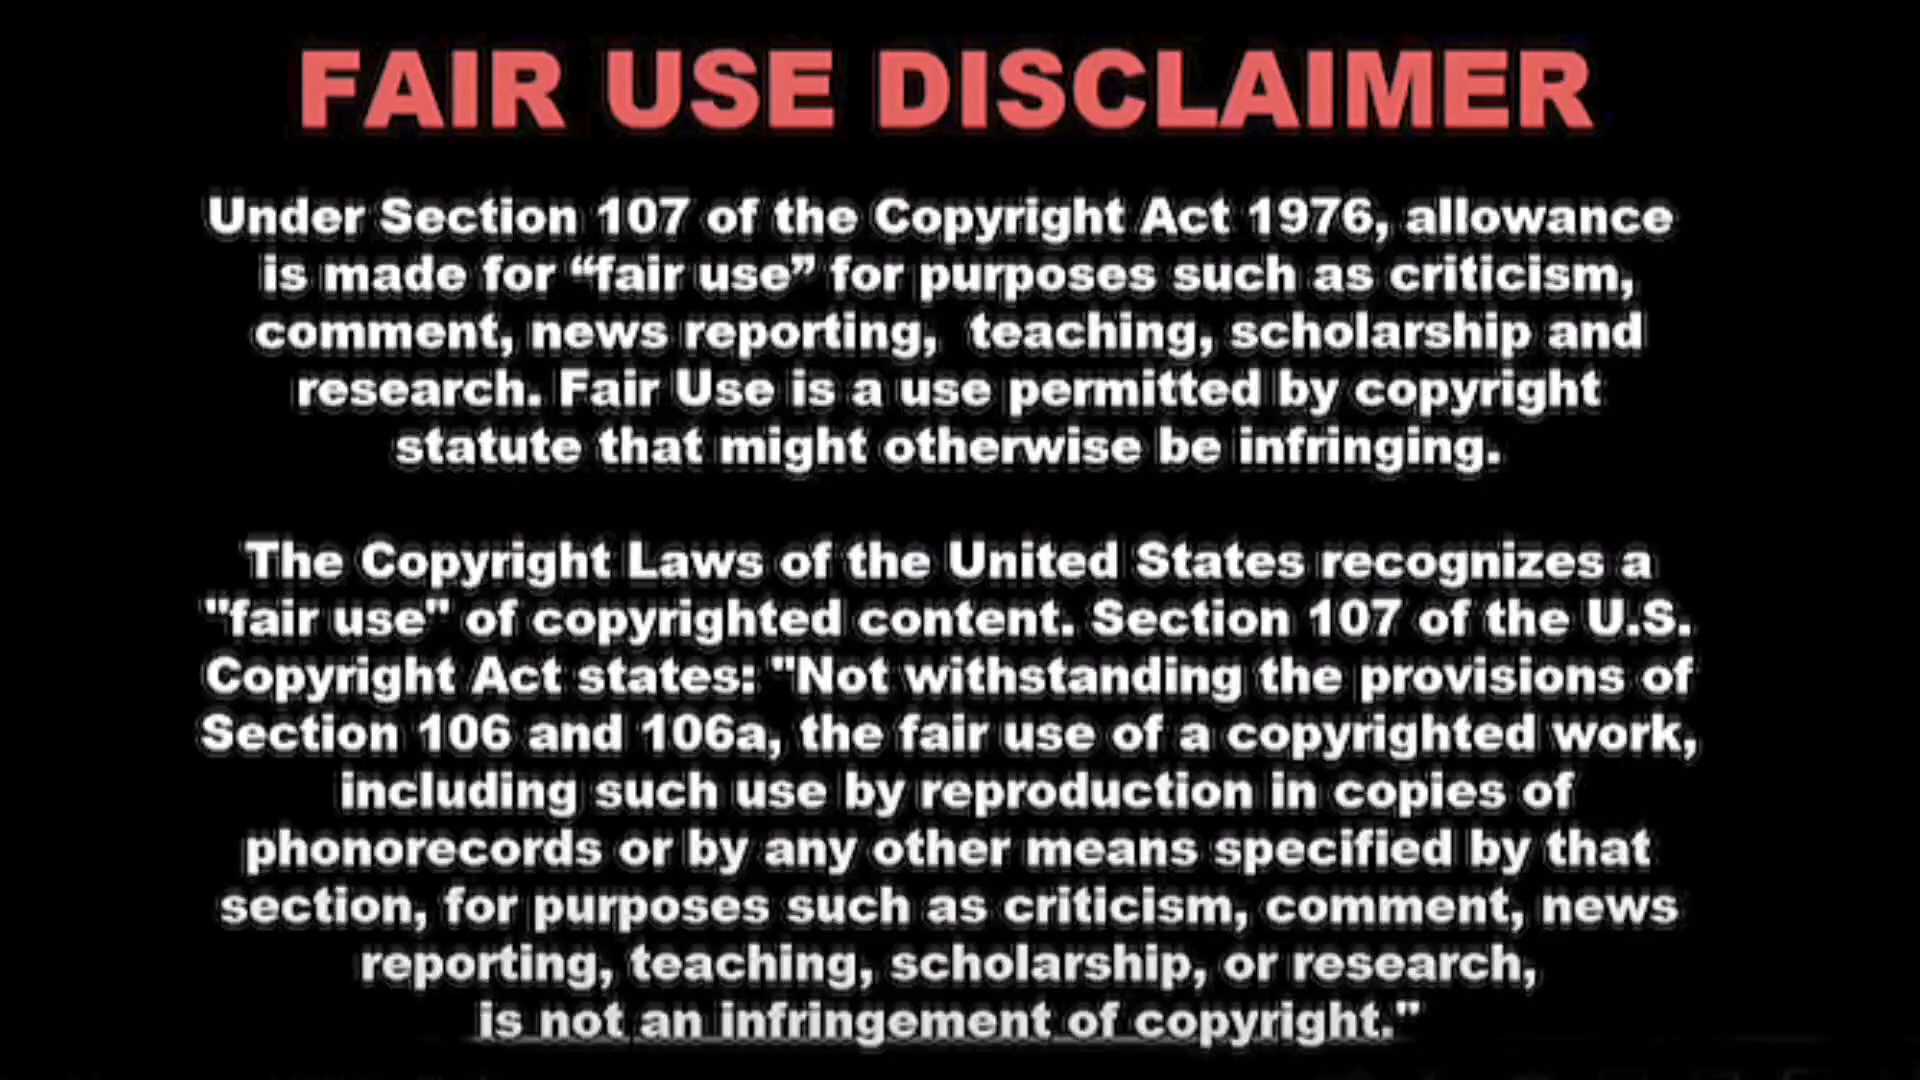 FAIR USE DISCLAIMER
Under Section 107 of the Copyright Act 1976, allowance
is made for “fair use” for purposes such as criticism,
comment, news reporting,  teaching, scholarship and
research. Fair Use is a use permitted by copyright
statute that might otherwise be infringing.
The Copyright Laws of the United States recognizes a
"fair use" of copyrighted content. Section 107 of the U.S.
Copyright Act states: "Not withstanding the provisions of
Section 106 and 106a, the fair use of a copyrighted work,
including such use by reproduction in copies of
phonorecords or by any other means specified by that
section, for purposes such as criticism, comment, news
reporting, teaching, scholarship, or research,
is not an infringement of copyright."